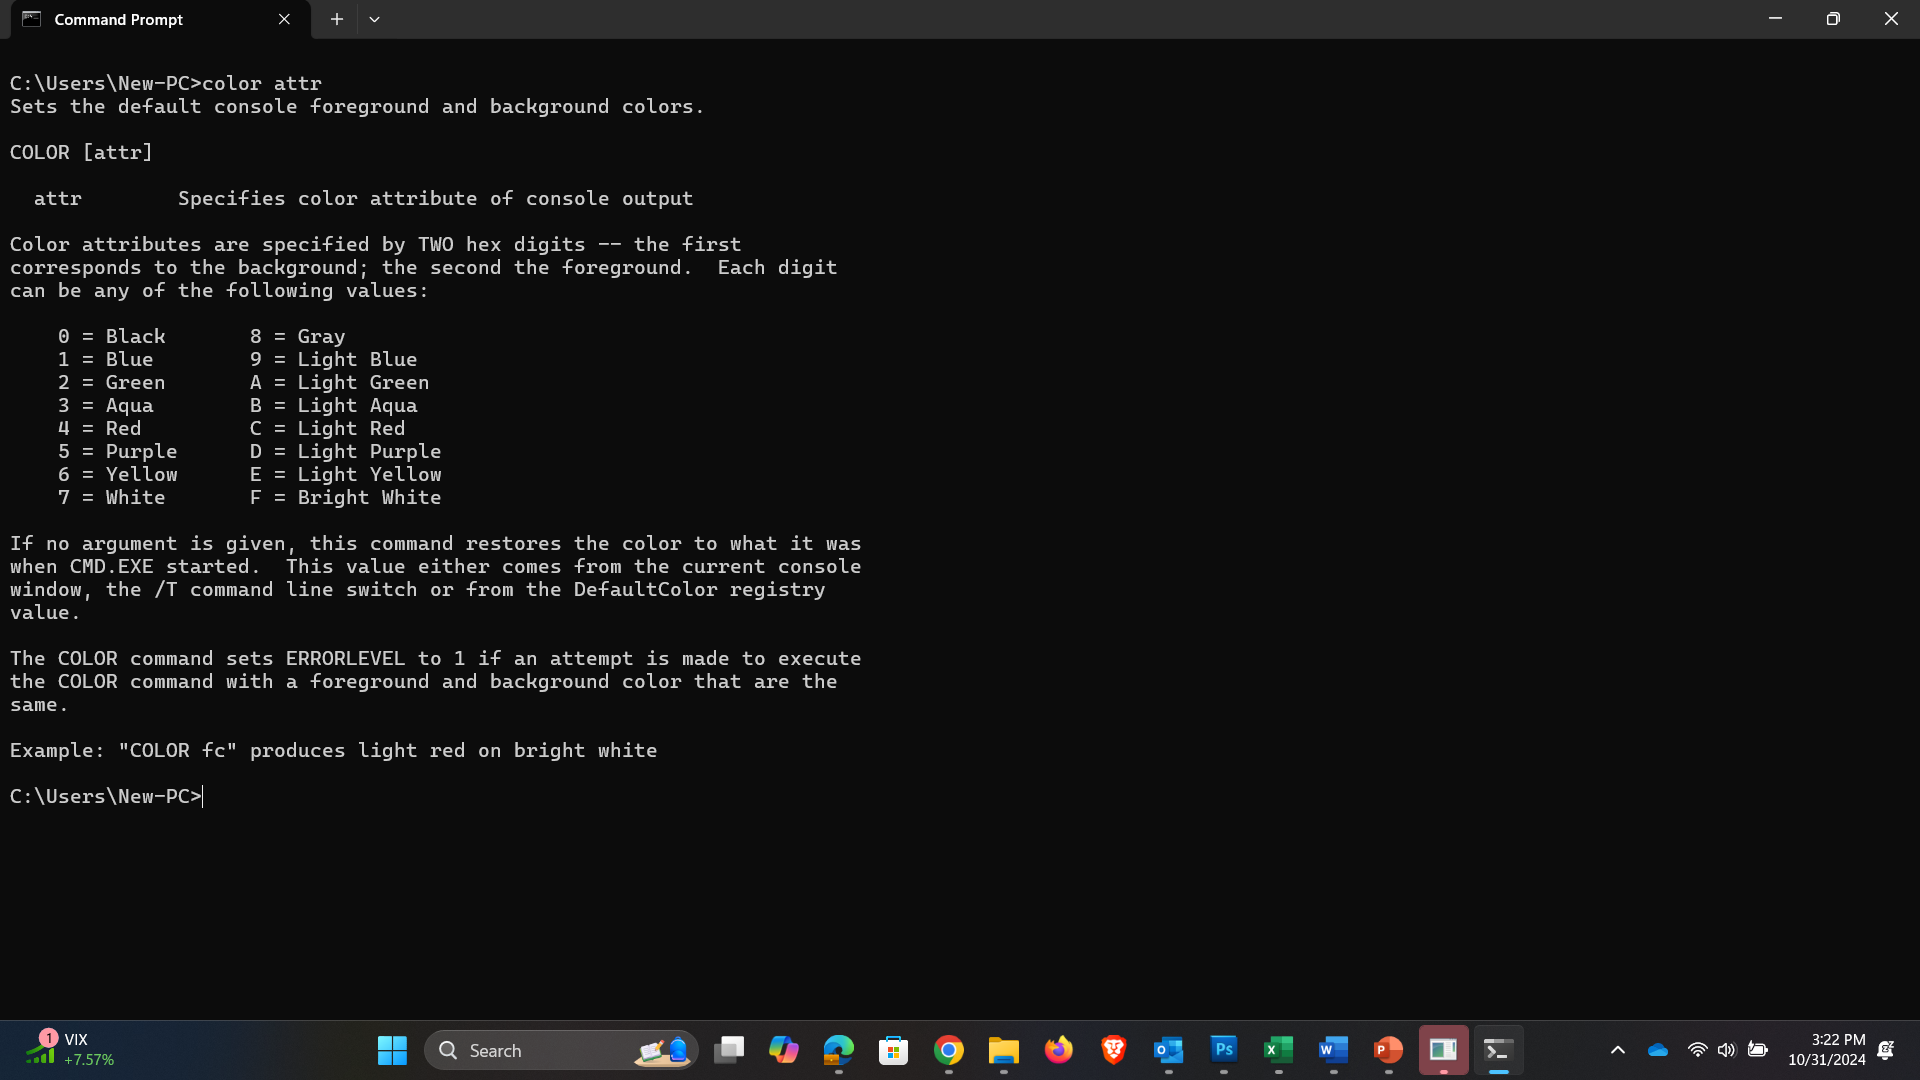 Command Prompt
C:\Users\New-PC>color attr
Sets the default console foreground and background colors.
COLOR [attr]
attr        Specifies color attribute of console output
Color attributes are specified by TWO hex digits -- the first
corresponds to the background; the second the foreground.  Each digit
can be any of the following values:
0 = Black       8 = Gray
1 = Blue        9 = Light Blue
2 = Green       A = Light Green
3 = Aqua        B = Light Aqua
4 = Red         C = Light Red
5 = Purple      D = Light Purple
6 = Yellow      E = Light Yellow
7 = White       F = Bright White
If no argument is given, this command restores the color to what it was
when CMD.EXE started.  This value either comes from the current console
window, the /T command line switch or from the DefaultColor registry
value.
The COLOR command sets ERRORLEVEL to 1 if an attempt is made to execute
the COLOR command with a foreground and background color that are the
same.
Example: "COLOR fc" produces light red on bright white
C:\Users\New-PC>
1
VIX
+7.57%
Search
O
Ps
X
W
P
3:22 PM
10/31/2024